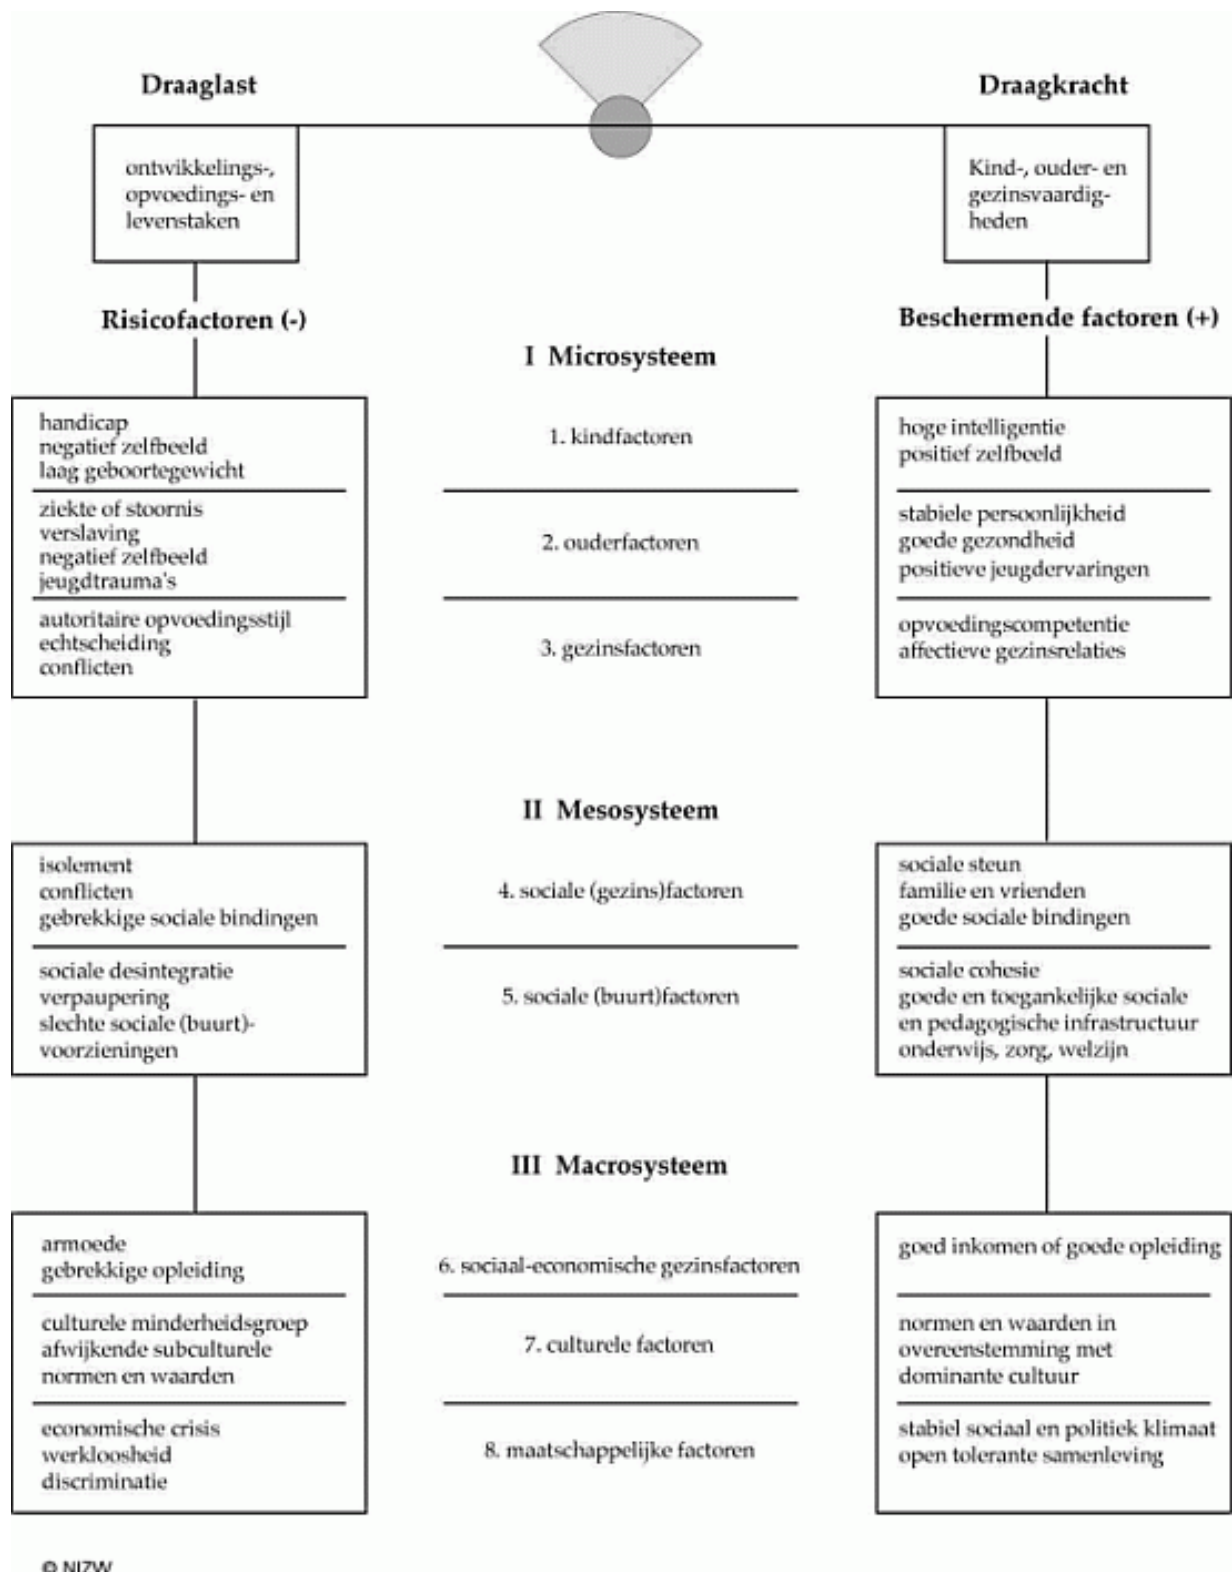 Draaglast
Draagkracht
ontwikkelings-,
opvoedings- en
levenstaken
Kind-, ouder- en
gezinsvaardig-
heden
Risicofactoren (-)
Beschermende factoren (+)
I Microsysteem
handicap
negatief zelfbeeld
laag geboortegewicht
1. kindfactoren
hoge intelligentie
positief zelfbeeld
ziekte of stoornis
verslaving
negatief zelfbeeld
jeugdtrauma's
2. ouderfactoren
stabiele persoonlijkheid
goede gezondheid
positieve jeugdervaringen
autoritaire opvoedingsstijl
echtscheiding
conflicten
3. gezinsfactoren
opvoedingscompetentie
affectieve gezinsrelaties
II Mesosysteem
isolement
conflicten
gebrekkige sociale bindingen
4. sociale (gezins)factoren
sociale steun
familie en vrienden
goede sociale bindingen
sociale desintegratie
verpaupering
slechte sociale (buurt)-
voorzieningen
5. sociale (buurt)factoren
sociale cohesie
goede en toegankelijke sociale
en pedagogische infrastructuur
onderwijs, zorg, welzijn
III Macrosysteem
armoede
gebrekkige opleiding
6. sociaal-economische gezinsfactoren
goed inkomen of goede opleiding
culturele minderheidsgroep
afwijkende subculturele
normen en waarden
7. culturele factoren
normen en waarden in
overeenstemming met
dominante cultuur
economische crisis
werkloosheid
discriminatie
8. maatschappelijke factoren
stabiel sociaal en politiek klimaat
open tolerante samenleving
© NIZW